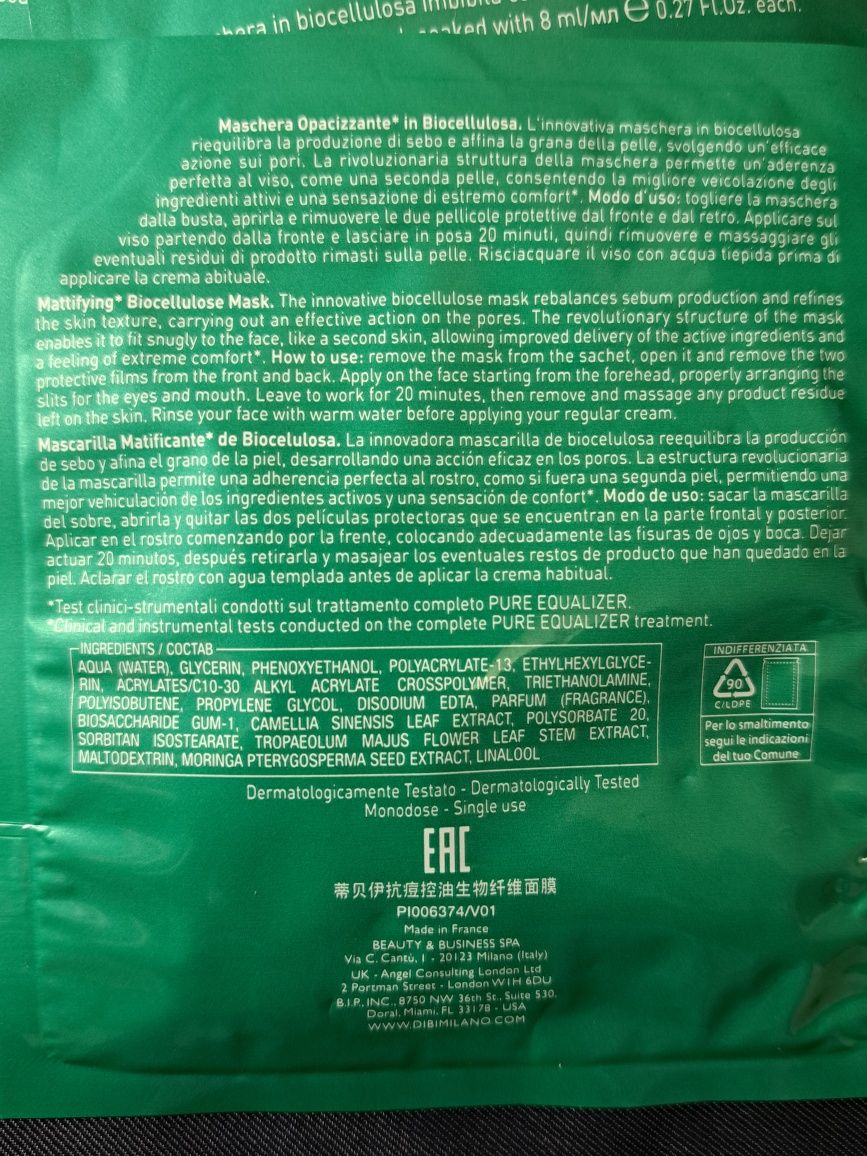 in biocellulosa
with 8 ml/мл e 0.27 Fl.Oz. each.
Maschera Opacizzante* in Biocellulosa. L'innovativa maschera in biocellulosa
riequilibra la produzione di sebo e affina la grana della pelle, svolgendo un'efficace
azione sui pori. La rivoluzionaria struttura della maschera permette un'aderenza
perfetta al viso, come una seconda pelle, consentendo la migliore veicolazione degli
ingredienti attivi e una sensazione di estremo comfort*. Modo d'uso: togliere la maschera
dalla busta, aprirla e rimuovere le due pellicole protettive dal fronte e dal retro. Applicare sul
viso partendo dalla fronte e lasciare in posa 20 minuti, quindi rimuovere e massaggiare gli
eventuali residui di prodotto rimasti sulla pelle. Risciacquare il viso con acqua tiepida prima di
applicare la crema abituale.
Mattifying* Biocellulose Mask. The innovative biocellulose mask rebalances sebum production and refines
the skin texture, carrying out an effective action on the pores. The revolutionary structure of the mask
enables it to fit snugly to the face, like a second skin, allowing improved delivery of the active ingredients and
a feeling of extreme comfort*. How to use: remove the mask from the sachet, open it and remove the two
protective films from the front and back. Apply on the face starting from the forehead, properly arranging the
slits for the eyes and mouth. Leave to work for 20 minutes, then remove and massage any product residue
left on the skin. Rinse your face with warm water before applying your regular cream.
Mascarilla Matificante* de Biocelulosa. La innovadora mascarilla de biocelulosa reequilibra la producción
de sebo y afina el grano de la piel, desarrollando una acción eficaz en los poros. La estructura revolucionaria
de la mascarilla permite una adherencia perfecta al rostro, como si fuera una segunda piel, permitiendo una
mejor vehiculación de los ingredientes activos y una sensación de confort*. Modo de uso: sacar la mascarilla
del sobre, abrirla y quitar las dos películas protectoras que se encuentran en la parte frontal y posterior.
Aplicar en el rostro comenzando por la frente, colocando adecuadamente las fisuras de ojos y boca. Dejar
actuar 20 minutos, después retirarla y masajear los eventuales restos de producto que han quedado en la
piel. Aclarar el rostro con agua templada antes de aplicar la crema habitual.
*Test clinici-strumentali condotti sul trattamento completo PURE EQUALIZER.
*Clinical and instrumental tests conducted on the complete PURE EQUALIZER treatment.
INGREDIENTS / СОСТАВ
AQUA (WATER), GLYCERIN, PHENOXYETHANOL, POLYACRYLATE-13, ETHYLHEXYLGLYCE-
RIN, ACRYLATES/C10-30 ALKYL ACRYLATE CROSSPOLYMER, TRIETHANOLAMINE,
POLYISOBUTENE, PROPYLENE GLYCOL, DISODIUM EDTA, PARFUM (FRAGRANCE),
BIOSACCHARIDE GUM-1, CAMELLIA SINENSIS LEAF EXTRACT, POLYSORBATE 20,
SORBITAN ISOSTEARATE, TROPAEOLUM MAJUS FLOWER LEAF STEM EXTRACT,
MALTODEXTRIN, MORINGA PTERYGOSPERMA SEED EXTRACT, LINALOOL
INDIFFERENZIATA
90
C/LDPE
Per lo smaltimento
segui le indicazioni
del tuo Comune
Dermatologicamente Testato - Dermatologically Tested
Monodose - Single use
EAC
蒂贝伊抗痘控油生物纤维面膜
PI006374/V01
Made in France
BEAUTY & BUSINESS SPA
Via C. Cantù, 1 - 20123 Milano (Italy)
UK - Angel Consulting London Ltd
2 Portman Street - London W1H 6DU
B.I.P., INC., 8750 NW 36th St., Suite 530,
Doral, Miami, FL 33178 - USA
WWW.DIBIMILANO.COM